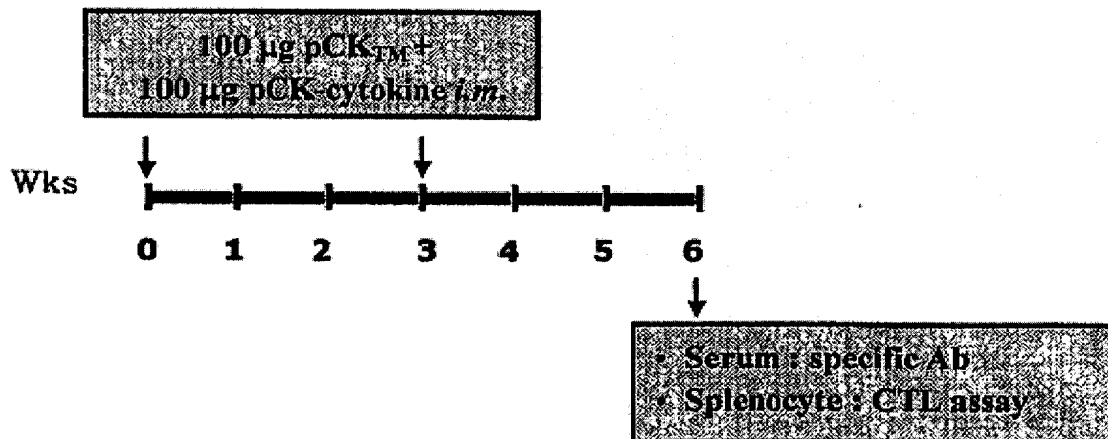 100 µg pCK_TM +
100 µg pCK-cytokine i.m.
Wks
0 1 2 3 4 5 6
• Serum : specific Ab
• Splenocyte : CTL assay